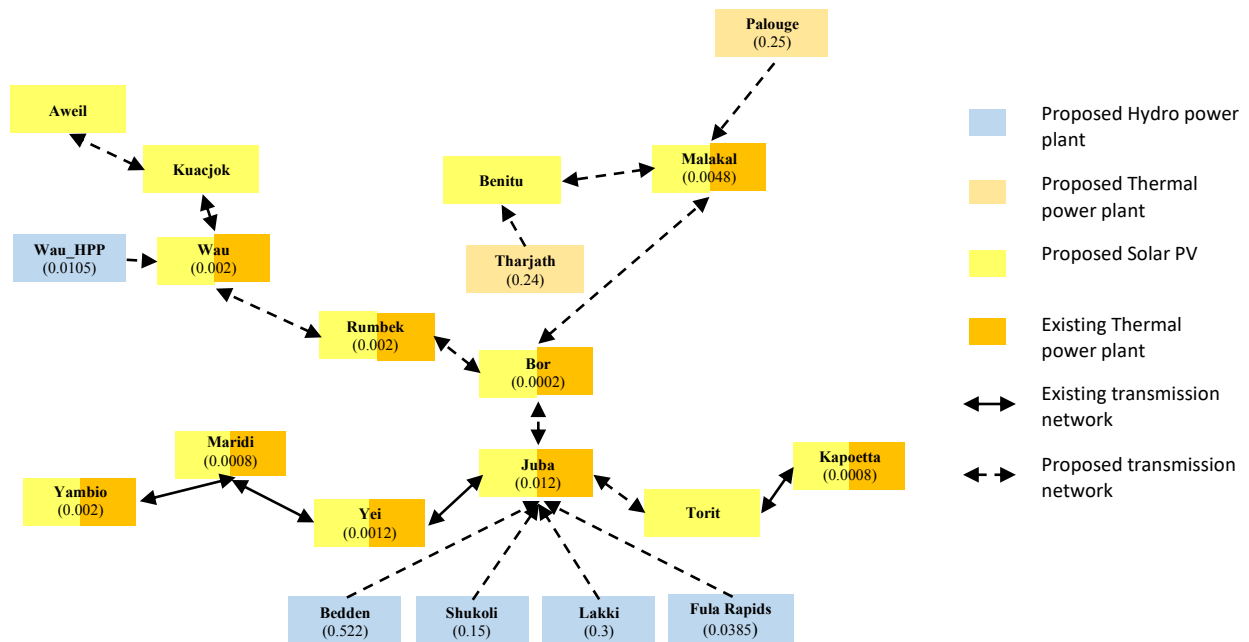 Palouge
(0.25)
Aweil
Kuacjok
Benitu
Malakal
(0.0048)
Wau_HPP
(0.0105)
Wau
(0.002)
Tharjath
(0.24)
Rumbek
(0.002)
Bor
(0.0002)
Maridi
(0.0008)
Yambio
(0.002)
Yei
(0.0012)
Juba
(0.012)
Torit
Kapoetta
(0.0008)
Bedden
(0.522)
Shukoli
(0.15)
Lakki
(0.3)
Fula Rapids
(0.0385)
Proposed Hydro power
plant
Proposed Thermal
power plant
Proposed Solar PV
Existing Thermal
power plant
Existing transmission
network
Proposed transmission
network